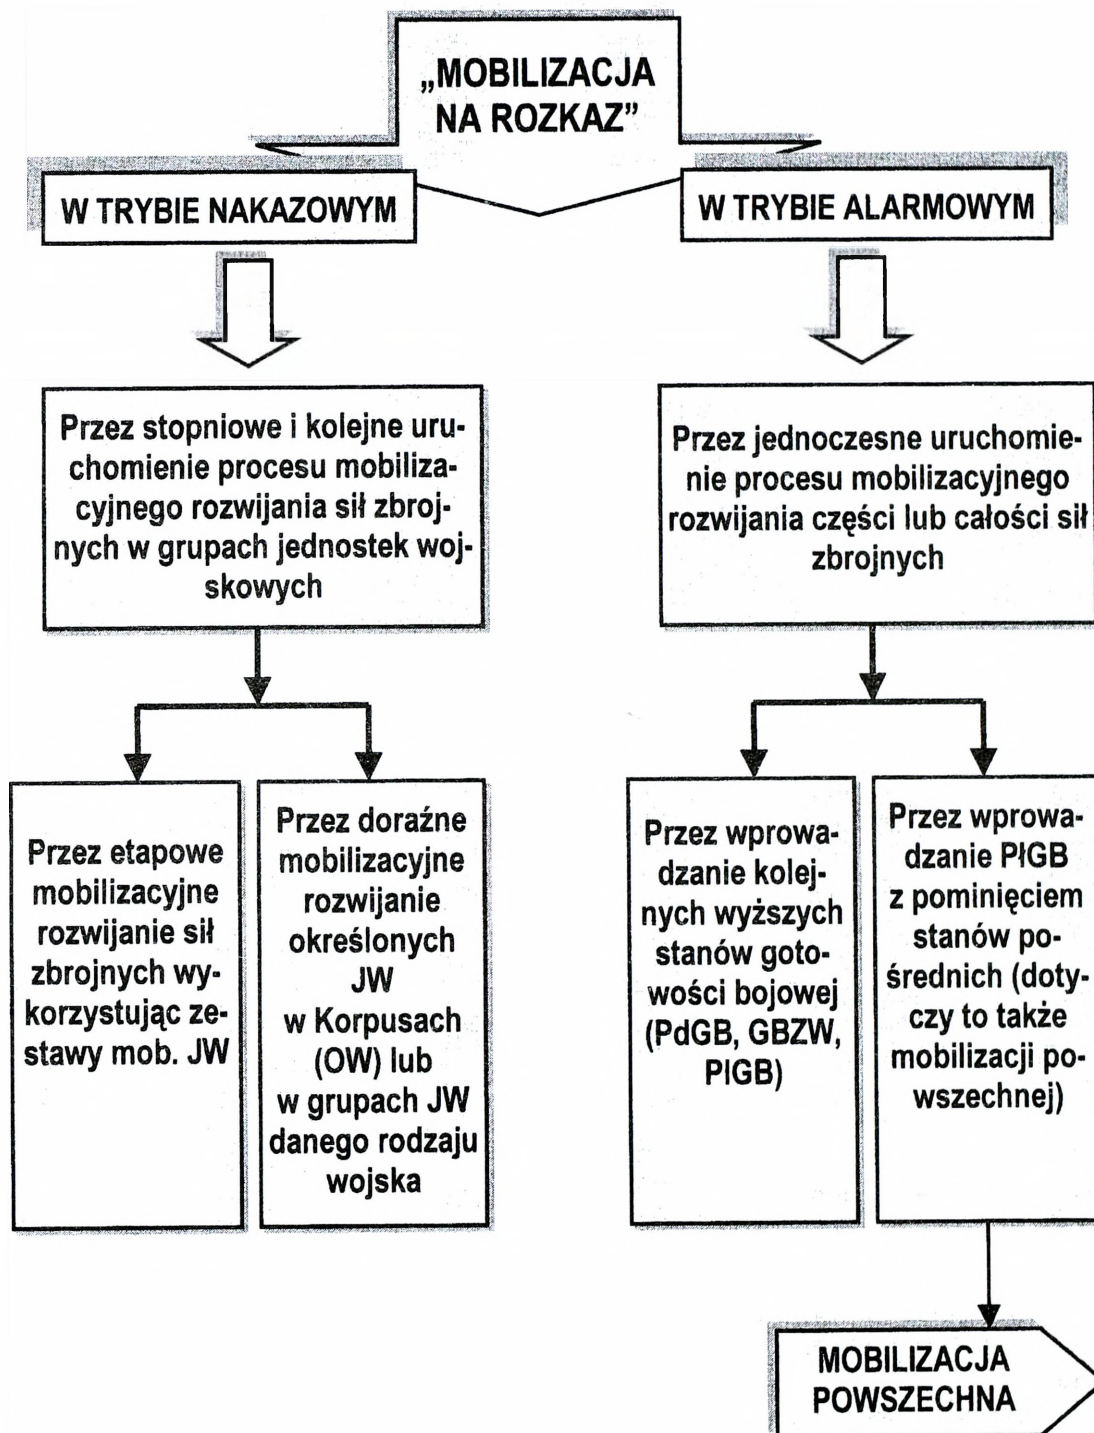 „MOBILIZACJA
NA ROZKAZ”
W TRYBIE NAKAZOWYM
W TRYBIE ALARMOWYM
Przez stopniowe i kolejne uru-
chomienie procesu mobiliza-
cyjnego rozwijania sił zbroj-
nych w grupach jednostek woj-
skowych
Przez jednoczesne uruchomie-
nie procesu mobilizacyjnego
rozwijania części lub całości sił
zbrojnych
Przez etapowe
mobilizacyjne
rozwijanie sił
zbrojnych wy-
korzystując ze-
stawy mob. JW
Przez doraźne
mobilizacyjne
rozwijanie
określonych
JW
w Korpusach
(OW) lub
w grupach JW
danego rodzaju
wojska
Przez wprowa-
dzanie kolej-
nych wyższych
stanów goto-
wości bojowej
(PdGB, GBZW,
PlGB)
Przez wprowa-
dzanie PłGB
z pominięciem
stanów po-
średnich (doty-
czy to także
mobilizacji po-
wszechnej)
MOBILIZACJA
POWSZECHNA